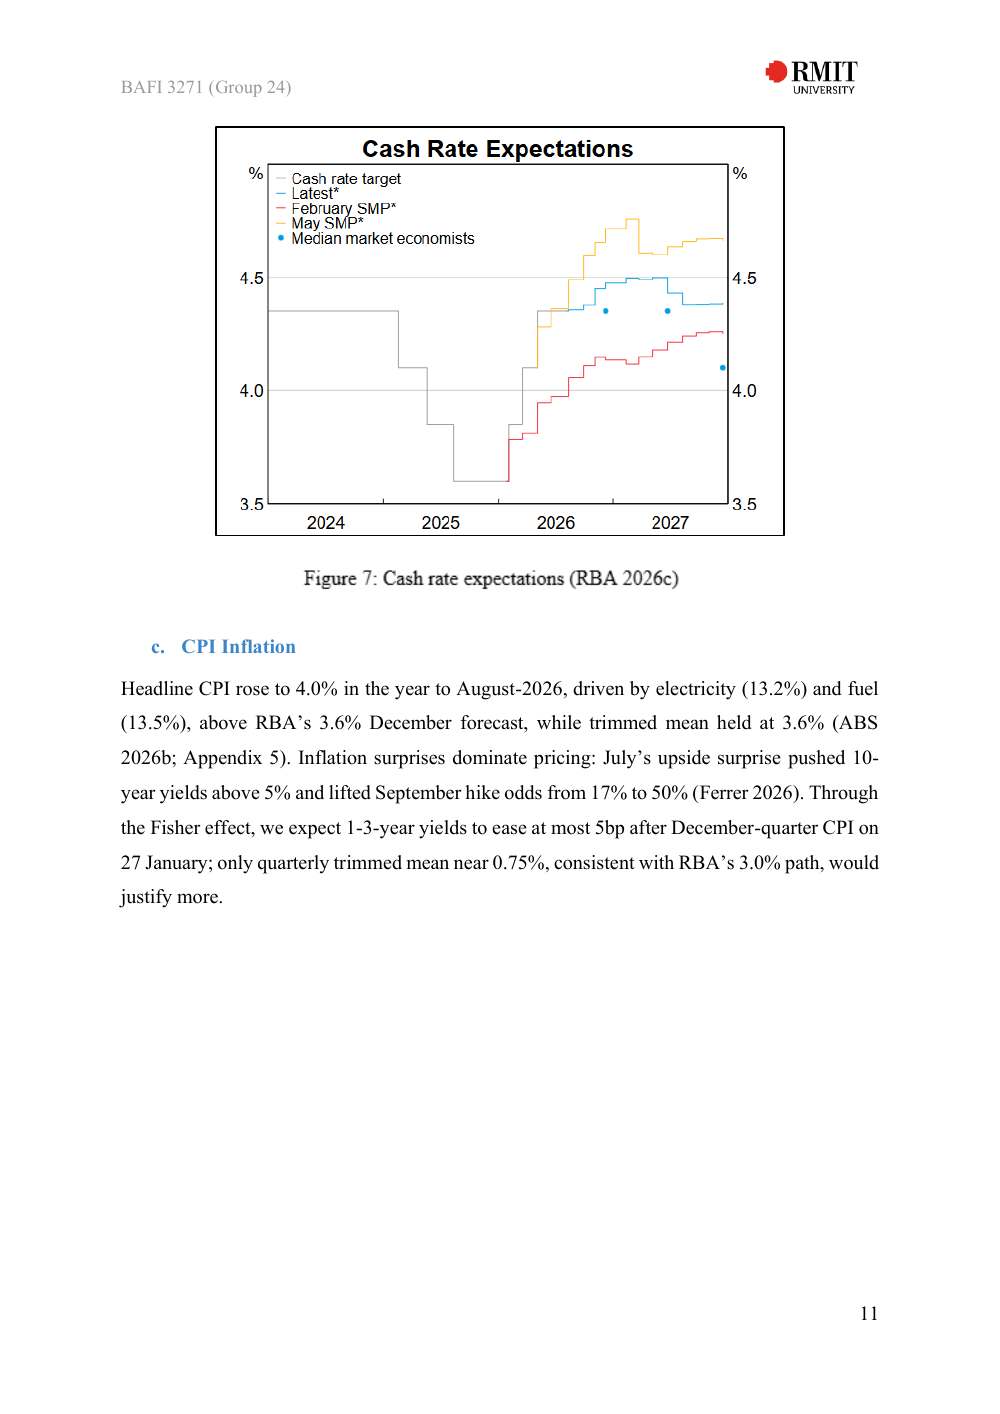 BAFI 3271 (Group 24)
RMIT
UNIVERSITY
Cash Rate Expectations
%
%
Cash rate target
Latest*
February SMP*
May SMP*
Median market economists
4.5
4.5
4.0
4.0
3.5
3.5
2024
2025
2026
2027
Figure 7: Cash rate expectations (RBA 2026c)
c. CPI Inflation
Headline CPI rose to 4.0% in the year to August-2026, driven by electricity (13.2%) and fuel
(13.5%), above RBA’s 3.6% December forecast, while trimmed mean held at 3.6% (ABS
2026b; Appendix 5). Inflation surprises dominate pricing: July’s upside surprise pushed 10-
year yields above 5% and lifted September hike odds from 17% to 50% (Ferrer 2026). Through
the Fisher effect, we expect 1-3-year yields to ease at most 5bp after December-quarter CPI on
27 January; only quarterly trimmed mean near 0.75%, consistent with RBA’s 3.0% path, would
justify more.
11